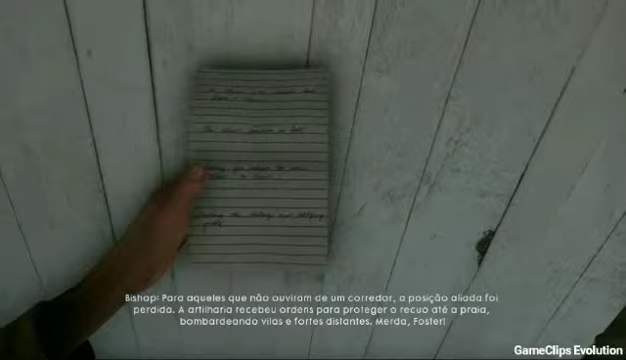 Bishop: Para aqueles que não ouviram de um corredor, a posição aliada foi
perdida. A artilharia recebeu ordens para proteger o recuo até a praia,
bombardeando vilas e fortes distantes. Merda, Foster!
GameClips Evolution